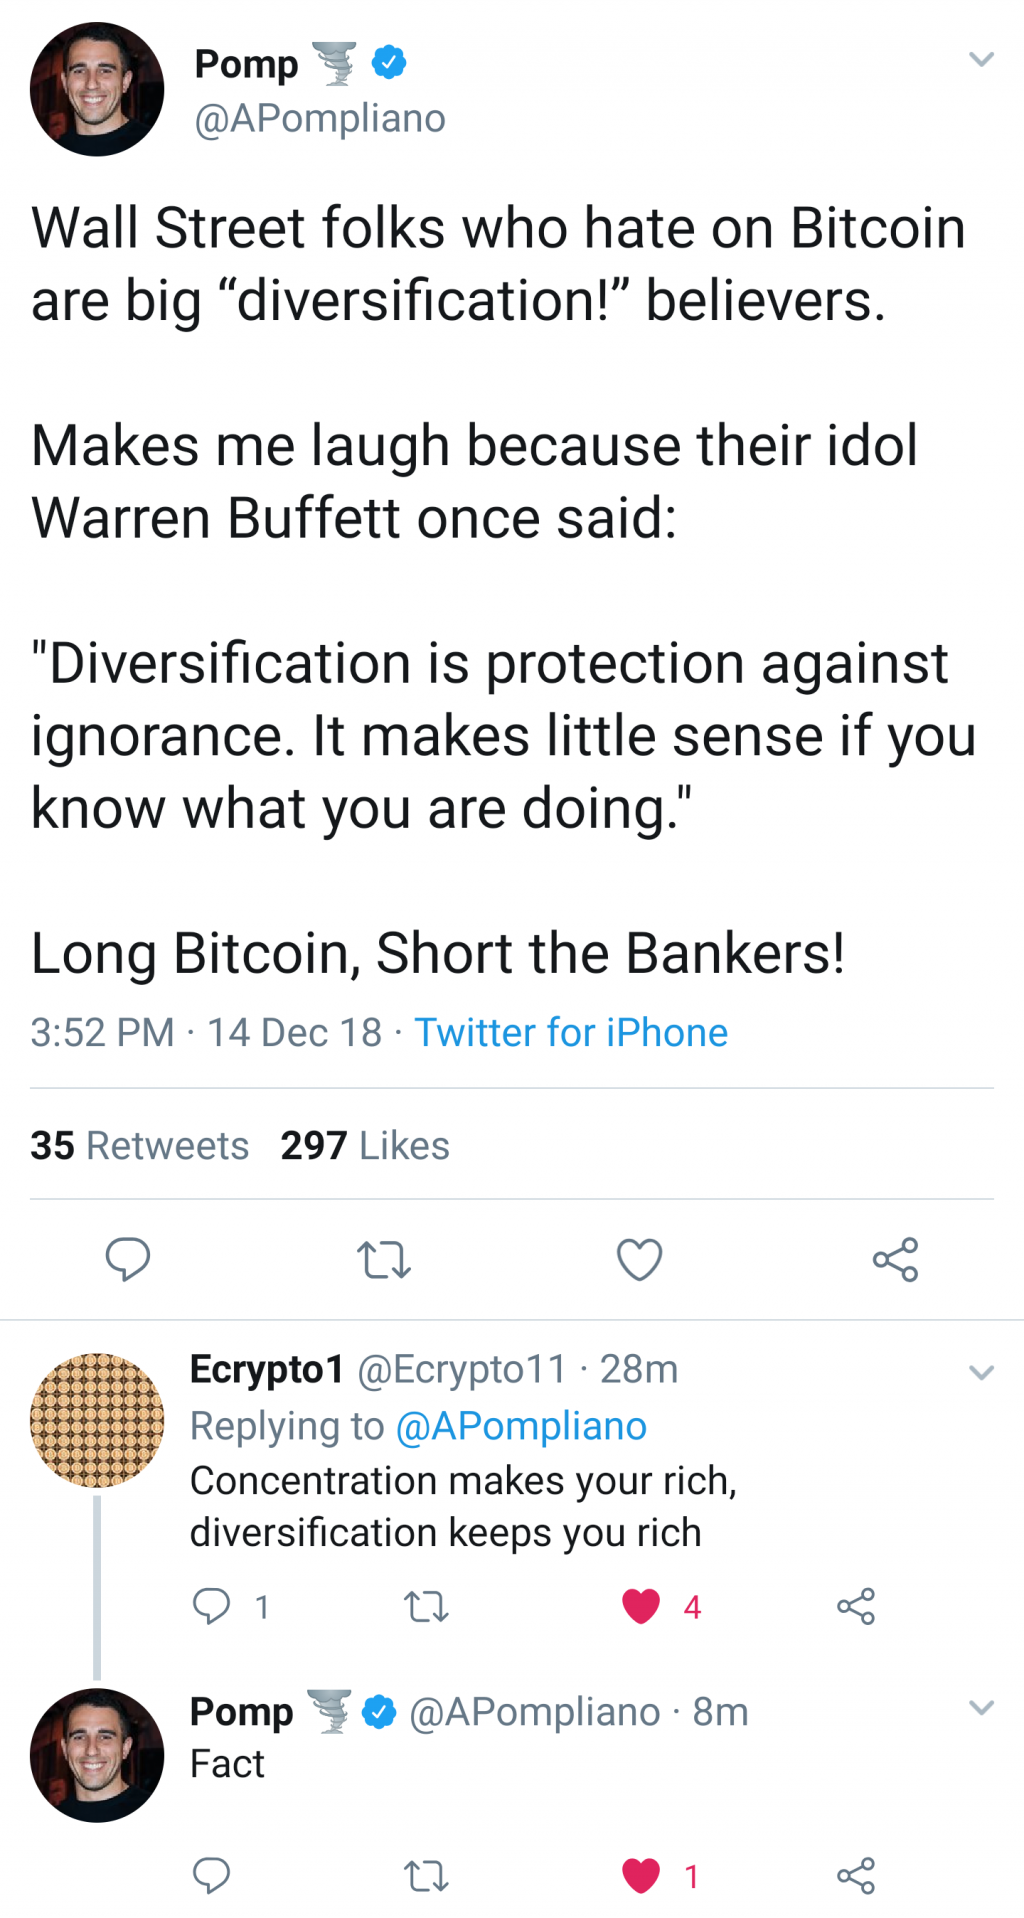 Pomp
@APompliano
Wall Street folks who hate on Bitcoin
are big “diversification!” believers.
Makes me laugh because their idol
Warren Buffett once said:
"Diversification is protection against
ignorance. It makes little sense if you
know what you are doing."
Long Bitcoin, Short the Bankers!
3:52 PM · 14 Dec 18 · Twitter for iPhone
35 Retweets 297 Likes
Ecrypto1 @Ecrypto11 · 28m
Replying to @APompliano
Concentration makes your rich,
diversification keeps you rich
1 4
Pomp @APompliano · 8m
Fact
1